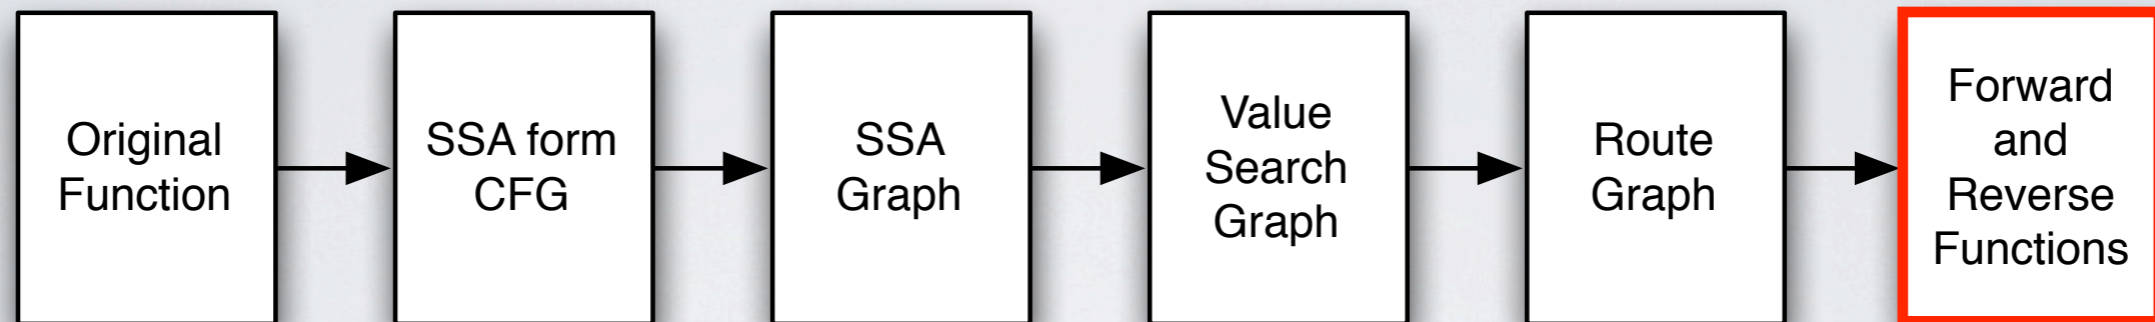 Original
Function
SSA form
CFG
SSA
Graph
Value
Search
Graph
Route
Graph
Forward
and
Reverse
Functions